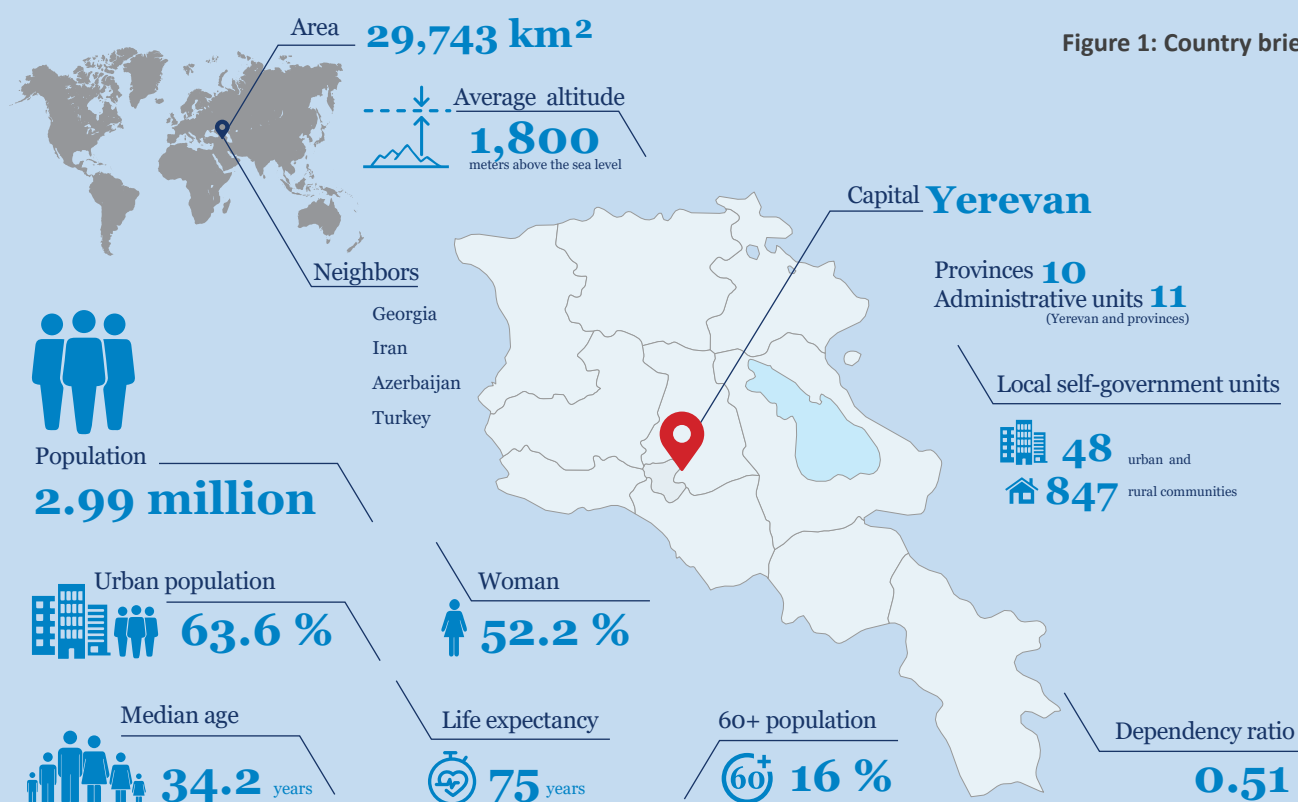 Area 29,743 km²
Figure 1: Country brie
Average altitude
1,800
meters above the sea level
Capital Yerevan
Neighbors
Georgia
Iran
Azerbaijan
Turkey
Provinces 10
Administrative units 11
(Yerevan and provinces)
Local self-government units
48 urban and
847 rural communities
Population
2.99 million
Urban population
63.6 %
Woman
52.2 %
Median age
34.2 years
Life expectancy
75 years
60+ population
60+ 16 %
Dependency ratio
0.51